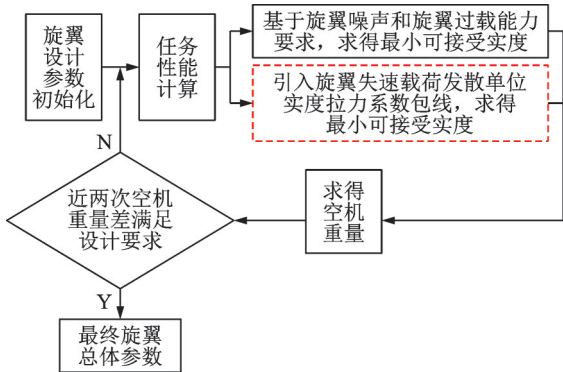 旋翼
设计
参数
初始化
任务
性能
计算
基于旋翼噪声和旋翼过载能力
要求，求得最小可接受实度
引入旋翼失速载荷发散单位
实度拉力系数包线，求得
最小可接受实度
N
近两次空机
重量差满足
设计要求
求得
空机
重量
Y
最终旋翼
总体参数